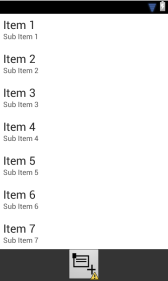 Item 1
Sub Item 1
Item 2
Sub Item 2
Item 3
Sub Item 3
Item 4
Sub Item 4
Item 5
Sub Item 5
Item 6
Sub Item 6
Item 7
Sub Item 7